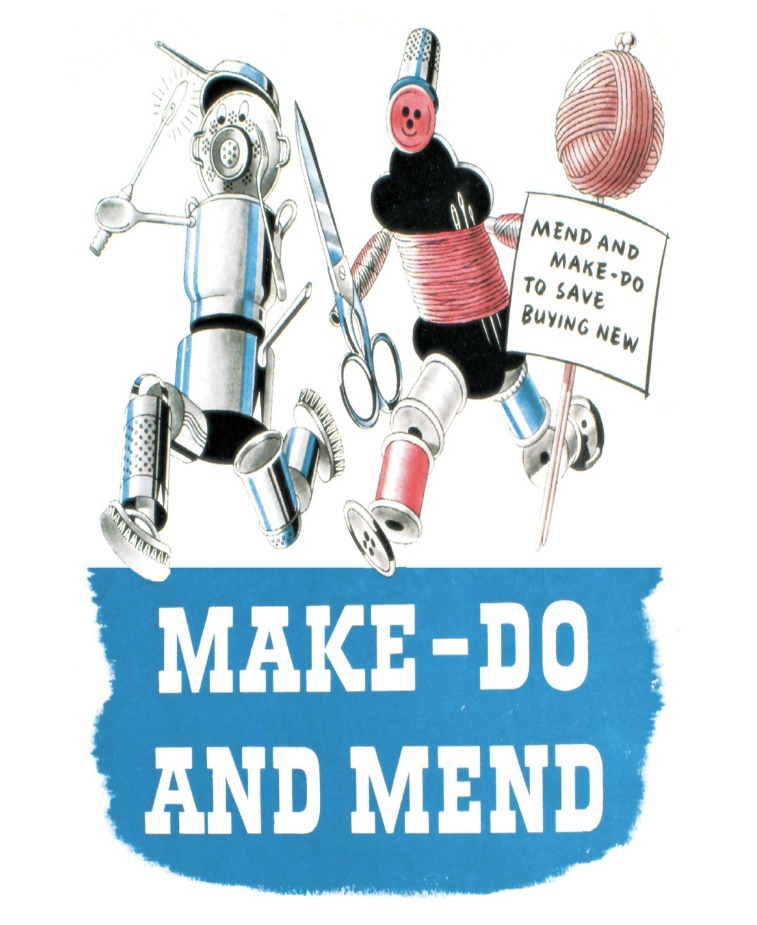 MEND AND
MAKE-DO
TO SAVE
BUYING NEW
MAKE-DO
AND MEND